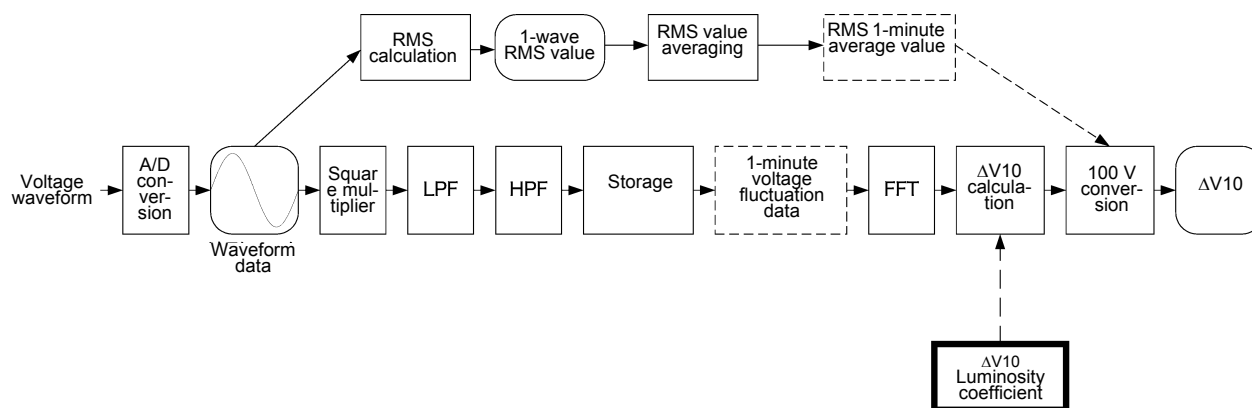 RMS
calculation
1-wave
RMS value
RMS value
averaging
RMS 1-minute
average value
Voltage
waveform
A/D
con-
version
Waveform
data
Squar
e mul-
tiplier
LPF
HPF
Storage
1-minute
voltage
fluctuation
data
FFT
ΔV10
calcula-
tion
100 V
conver-
sion
ΔV10
ΔV10
Luminosity
coefficient